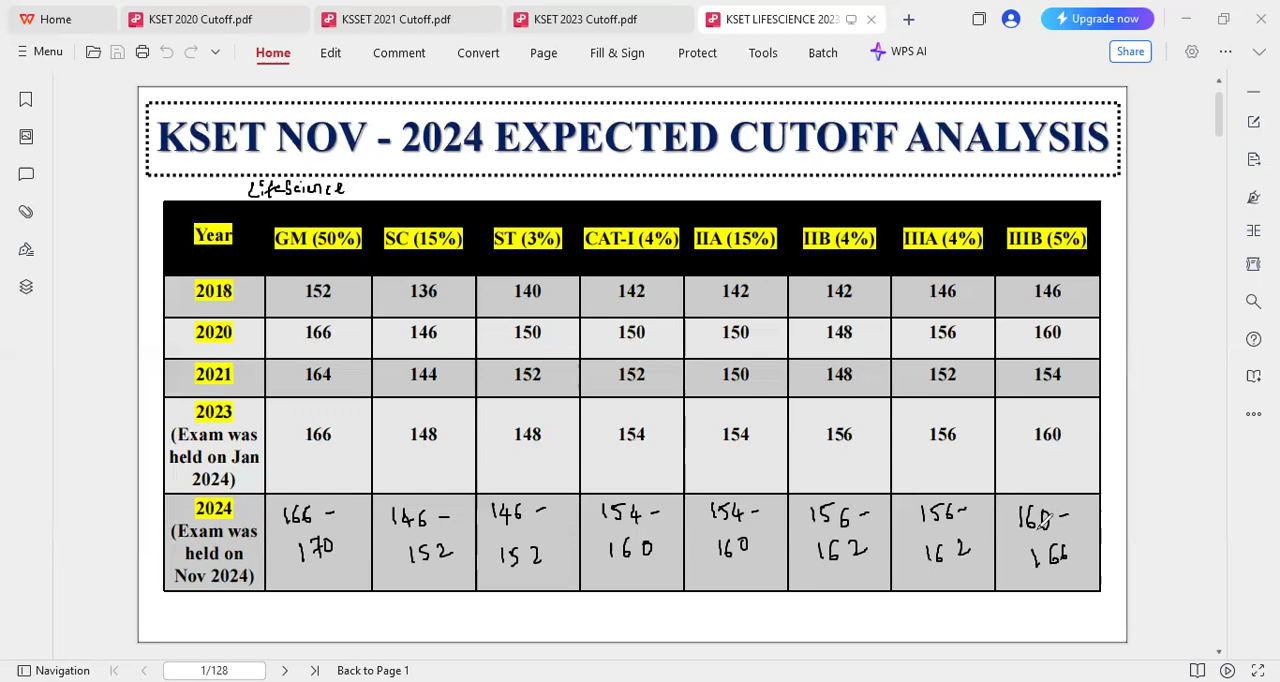 Home
KSET 2020 Cutoff.pdf
KSSET 2021 Cutoff.pdf
KSET 2023 Cutoff.pdf
KSET LIFESCIENCE 2023
Upgrade now
Menu
Home
Edit
Comment
Convert
Page
Fill & Sign
Protect
Tools
Batch
WPS AI
Share
KSET NOV - 2024 EXPECTED CUTOFF ANALYSIS
LifeScience
Year GM (50%) SC (15%) ST (3%) CAT-I (4%) IIA (15%) IIB (4%) IIIA (4%) IIIB (5%)
2018 152 136 140 142 142 142 146 146
2020 166 146 150 150 150 148 156 160
2021 164 144 152 152 150 148 152 154
2023
(Exam was
held on Jan
2024)
166 148 148 154 154 156 156 160
2024
(Exam was
held on
Nov 2024)
166 - 146 - 146 - 154 - 154 - 156 - 156 - 160 -
170 152 152 160 160 162 162 166
Navigation
1/128
Back to Page 1